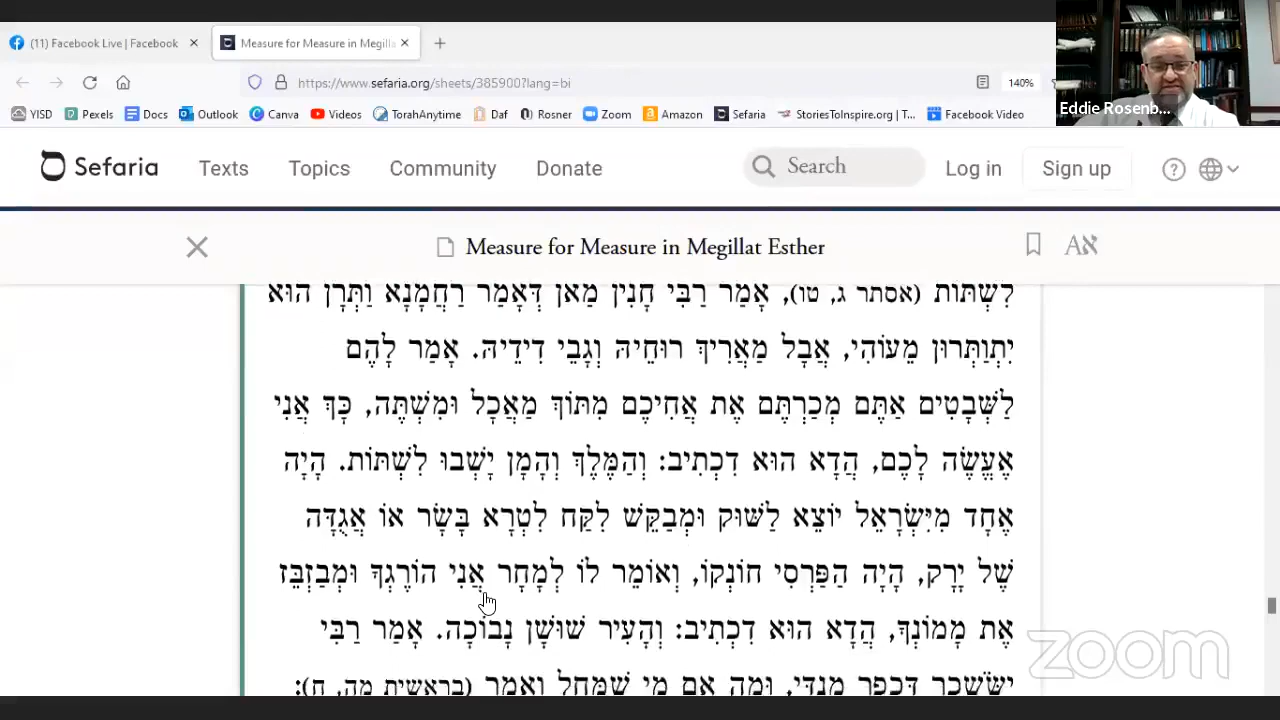 (11) Facebook Live | Facebook
Measure for Measure in Megilla
https://www.sefaria.org/sheets/385900?lang=bi
140%
YISD Pexels Docs Outlook Canva Videos TorahAnytime Daf Rosner Zoom Amazon Sefaria StoriesToInspire.org | T... Facebook Video
Eddie Rosenb...
Sefaria Texts Topics Community Donate Search Log in Sign up
Measure for Measure in Megillat Esther
לִשְׁתּוֹת (אסתר ג, טו), אָמַר רַבִּי חָנִין מַאן דְּאָמַר רַחֲמָנָא וַתְּרָן הוּא
יִתְוַתְּרוּן מֵעוֹהִי, אֲבָל מַאֲרִיךְ רוּחֵיהּ וְגָבֵי דִידֵיהּ. אָמַר לָהֶם
לַשְּׁבָטִים אַתֶּם מְכַרְתֶּם אֶת אֲחִיכֶם מִתּוֹךְ מַאֲכָל וּמִשְׁתֶּה, כָּךְ אֲנִי
אֶעֱשֶׂה לָכֶם, הֲדָא הוּא דִכְתִיב: וְהַמֶּלֶךְ וְהָמָן יָשְׁבוּ לִשְׁתּוֹת. הָיָה
אֶחָד מִיִּשְׂרָאֵל יוֹצֵא לַשּׁוּק וּמְבַקֵּשׁ לִקַּח לִטְרָא בָּשָׂר אוֹ אֲגֻדָּה
שֶׁל יָרָק, הָיָה הַפַּרְסִי חוֹנְקוֹ, וְאוֹמֵר לוֹ לְמָחָר אֲנִי הוֹרֶגְךָ וּמְבַזְבֵּז
אֶת מָמוֹנְךָ, הֲדָא הוּא דִכְתִיב: וְהָעִיר שׁוּשָׁן נָבוֹכָה. אָמַר רַבִּי
יִשָּׂשׂכָר דִּכְפַר מַנְדִּי, וּמָה אִם מִי שֶׁמָּחַל וְאָמַר (בראשית מה, ח):
zoom